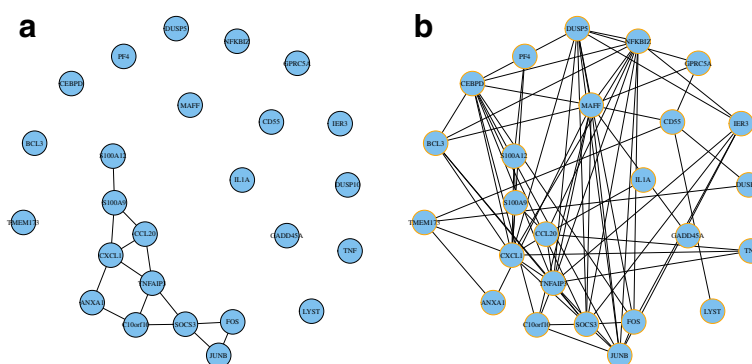 a
DUSP5
NFKBIZ
PF4
GPRC5A
CEBPD
MAFF
CD55
IER3
BCL3
S100A12
IL1A
DUSP10
S100A9
TMEM173
CCL20
GADD45A
TNF
CXCL1
TNFAIP3
ANXA1
C10orf10
SOCS3
FOS
LYST
JUNB
b
DUSP5
NFKBIZ
PF4
GPRC5A
CEBPD
MAFF
CD55
IER3
BCL3
S100A12
IL1A
DUSP
S100A9
TMEM173
CCL20
GADD45A
TN
CXCL1
TNFAIP3
ANXA1
C10orf10
SOCS3
FOS
LYST
JUNB